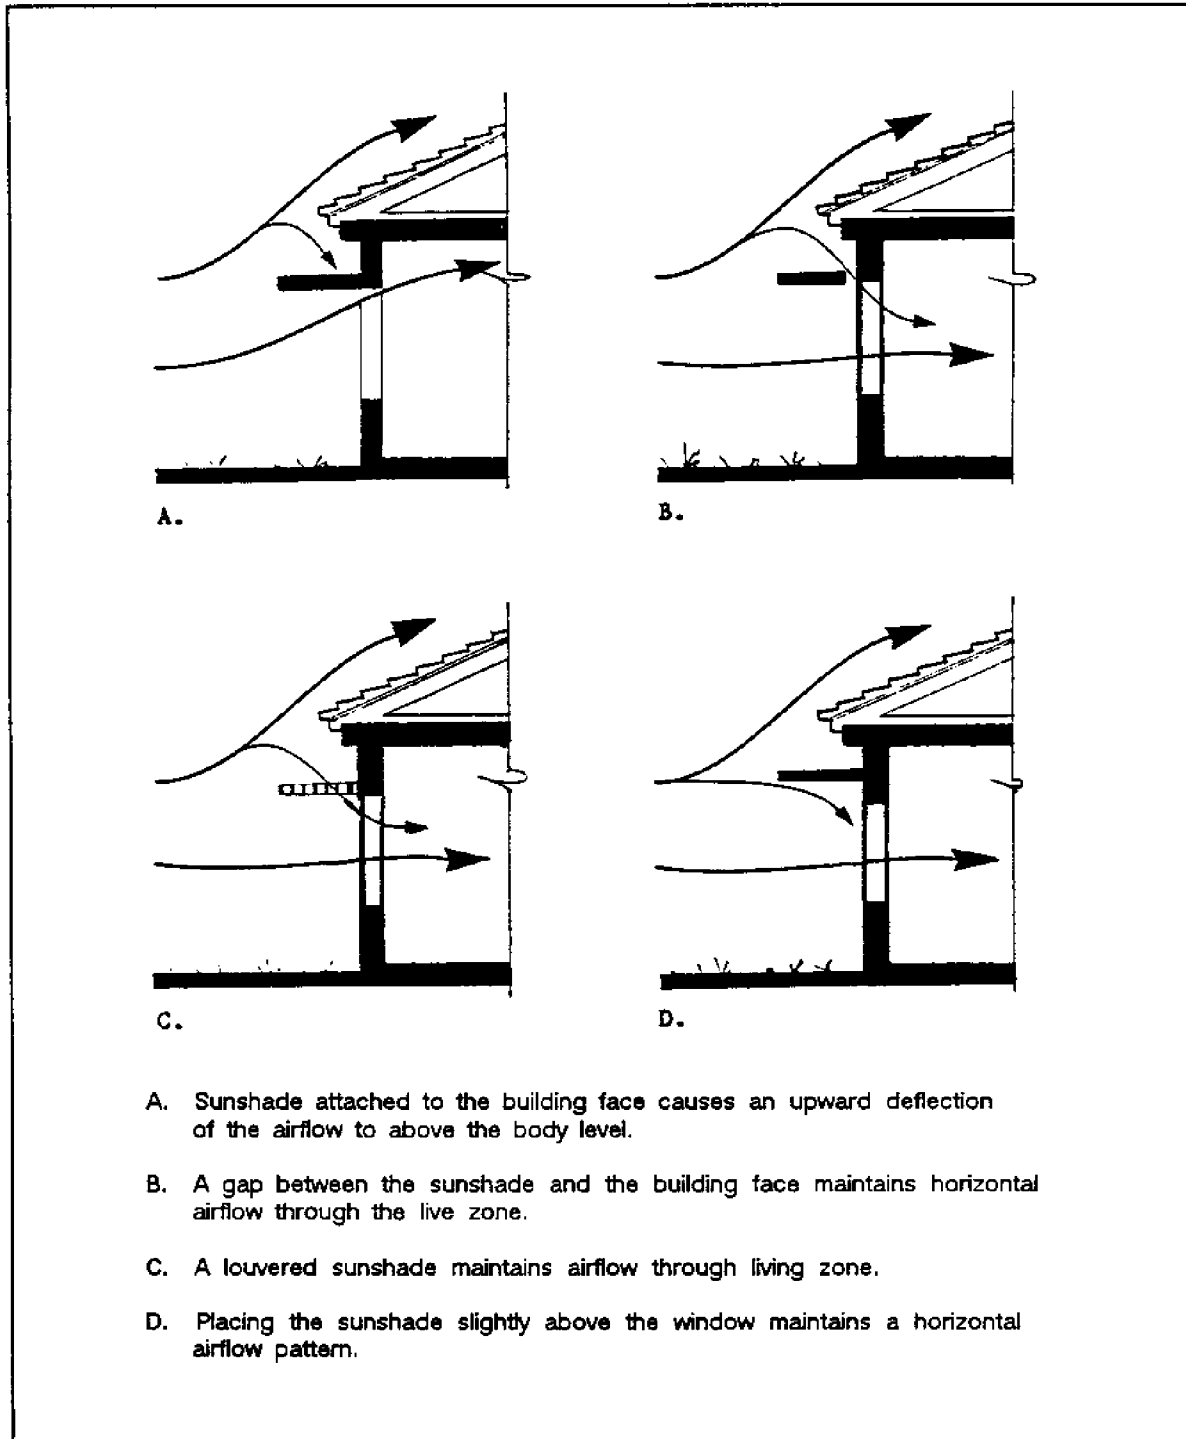 A.
B.
C.
D.
A. Sunshade attached to the building face causes an upward deflection
of the airflow to above the body level.
B. A gap between the sunshade and the building face maintains horizontal
airflow through the live zone.
C. A louvered sunshade maintains airflow through living zone.
D. Placing the sunshade slightly above the window maintains a horizontal
airflow pattern.